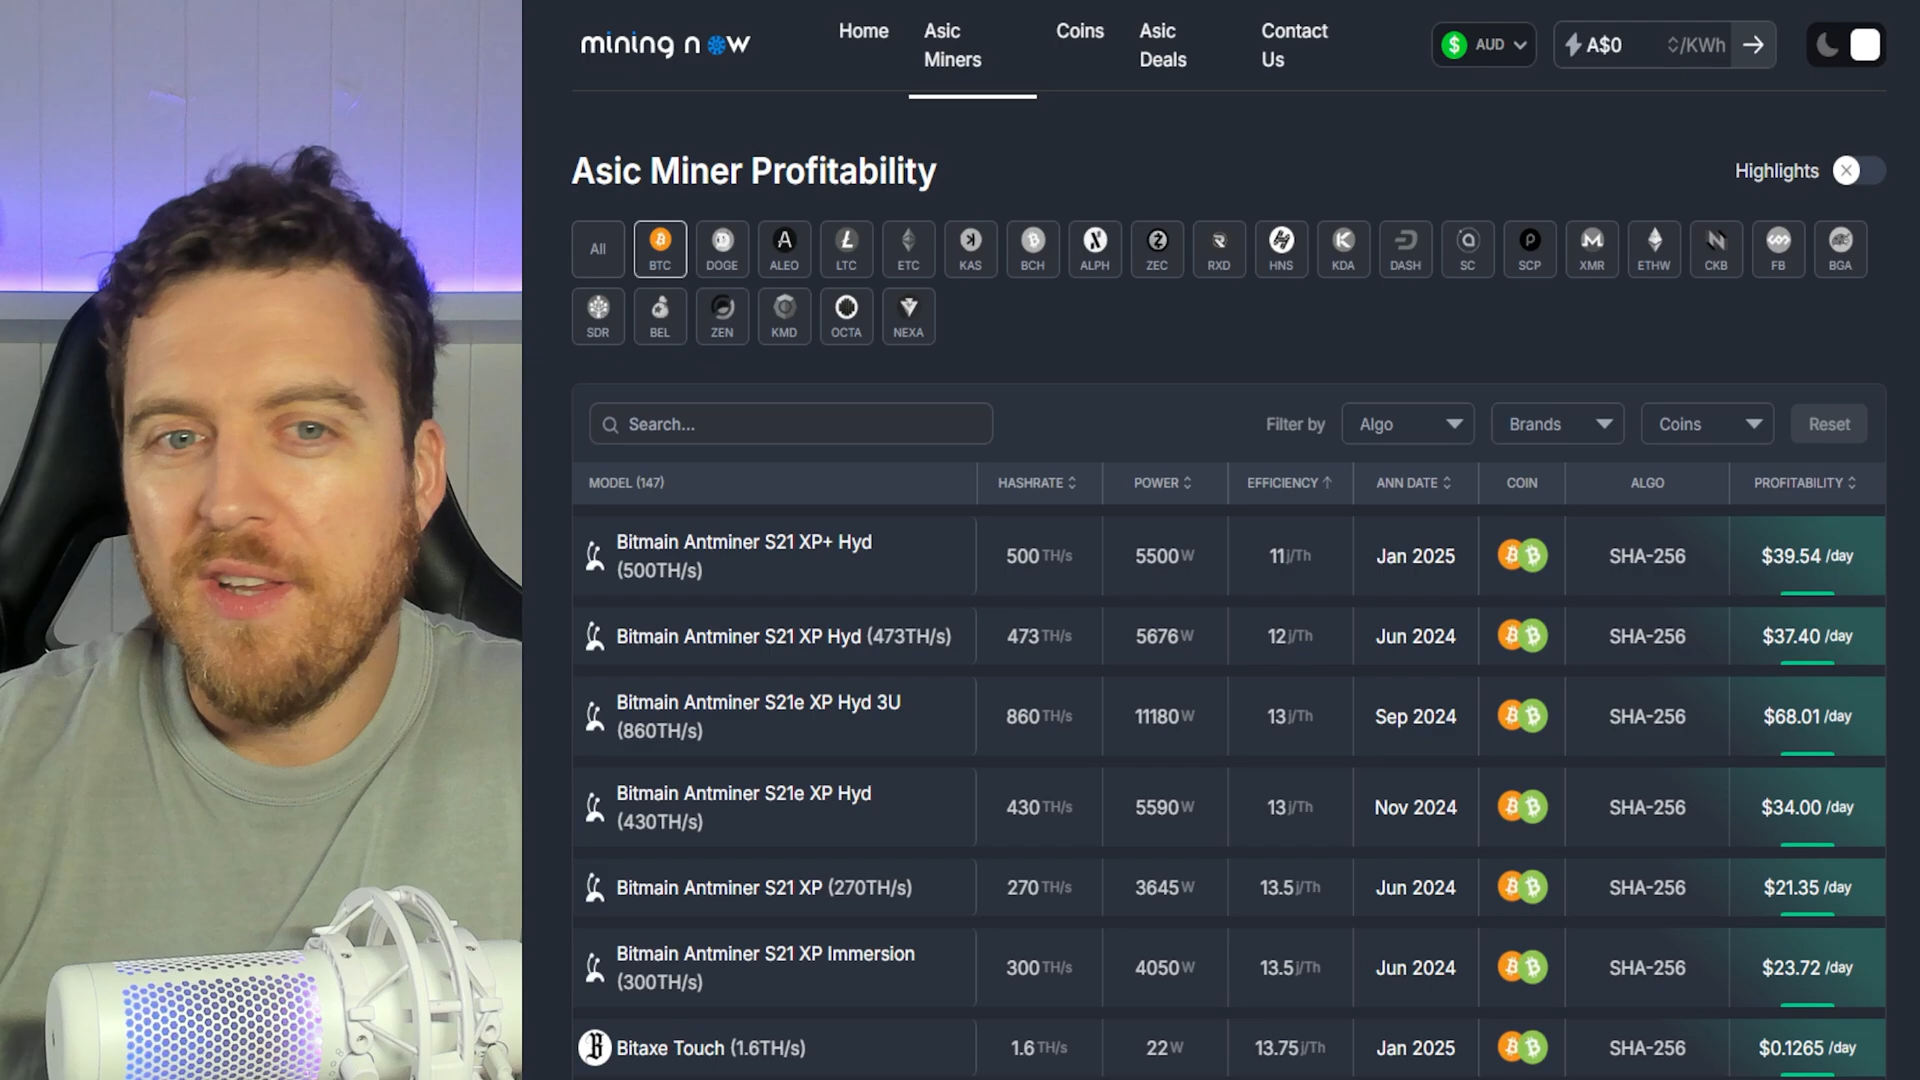 mining now
Home
Asic Miners
Coins
Asic Deals
Contact Us
$ AUD
A$0 /KWh
Asic Miner Profitability
Highlights
All
BTC
DOGE
ALEO
LTC
ETC
KAS
BCH
ALPH
ZEC
RXD
HNS
KDA
DASH
SC
SCP
XMR
ETHW
CKB
FB
BGA
SDR
BEL
ZEN
KMD
OCTA
NEXA
Search...
Filter by
Algo
Brands
Coins
Reset
MODEL (147) HASHRATE POWER EFFICIENCY ANN DATE COIN ALGO PROFITABILITY
Bitmain Antminer S21 XP+ Hyd
(500TH/s)
500 TH/s 5500 W 11 j/Th Jan 2025 SHA-256 $39.54 /day
Bitmain Antminer S21 XP Hyd (473TH/s) 473 TH/s 5676 W 12 j/Th Jun 2024 SHA-256 $37.40 /day
Bitmain Antminer S21e XP Hyd 3U
(860TH/s)
860 TH/s 11180 W 13 j/Th Sep 2024 SHA-256 $68.01 /day
Bitmain Antminer S21e XP Hyd
(430TH/s)
430 TH/s 5590 W 13 j/Th Nov 2024 SHA-256 $34.00 /day
Bitmain Antminer S21 XP (270TH/s) 270 TH/s 3645 W 13.5 j/Th Jun 2024 SHA-256 $21.35 /day
Bitmain Antminer S21 XP Immersion
(300TH/s)
300 TH/s 4050 W 13.5 j/Th Jun 2024 SHA-256 $23.72 /day
Bitaxe Touch (1.6TH/s) 1.6 TH/s 22 W 13.75 j/Th Jan 2025 SHA-256 $0.1265 /day